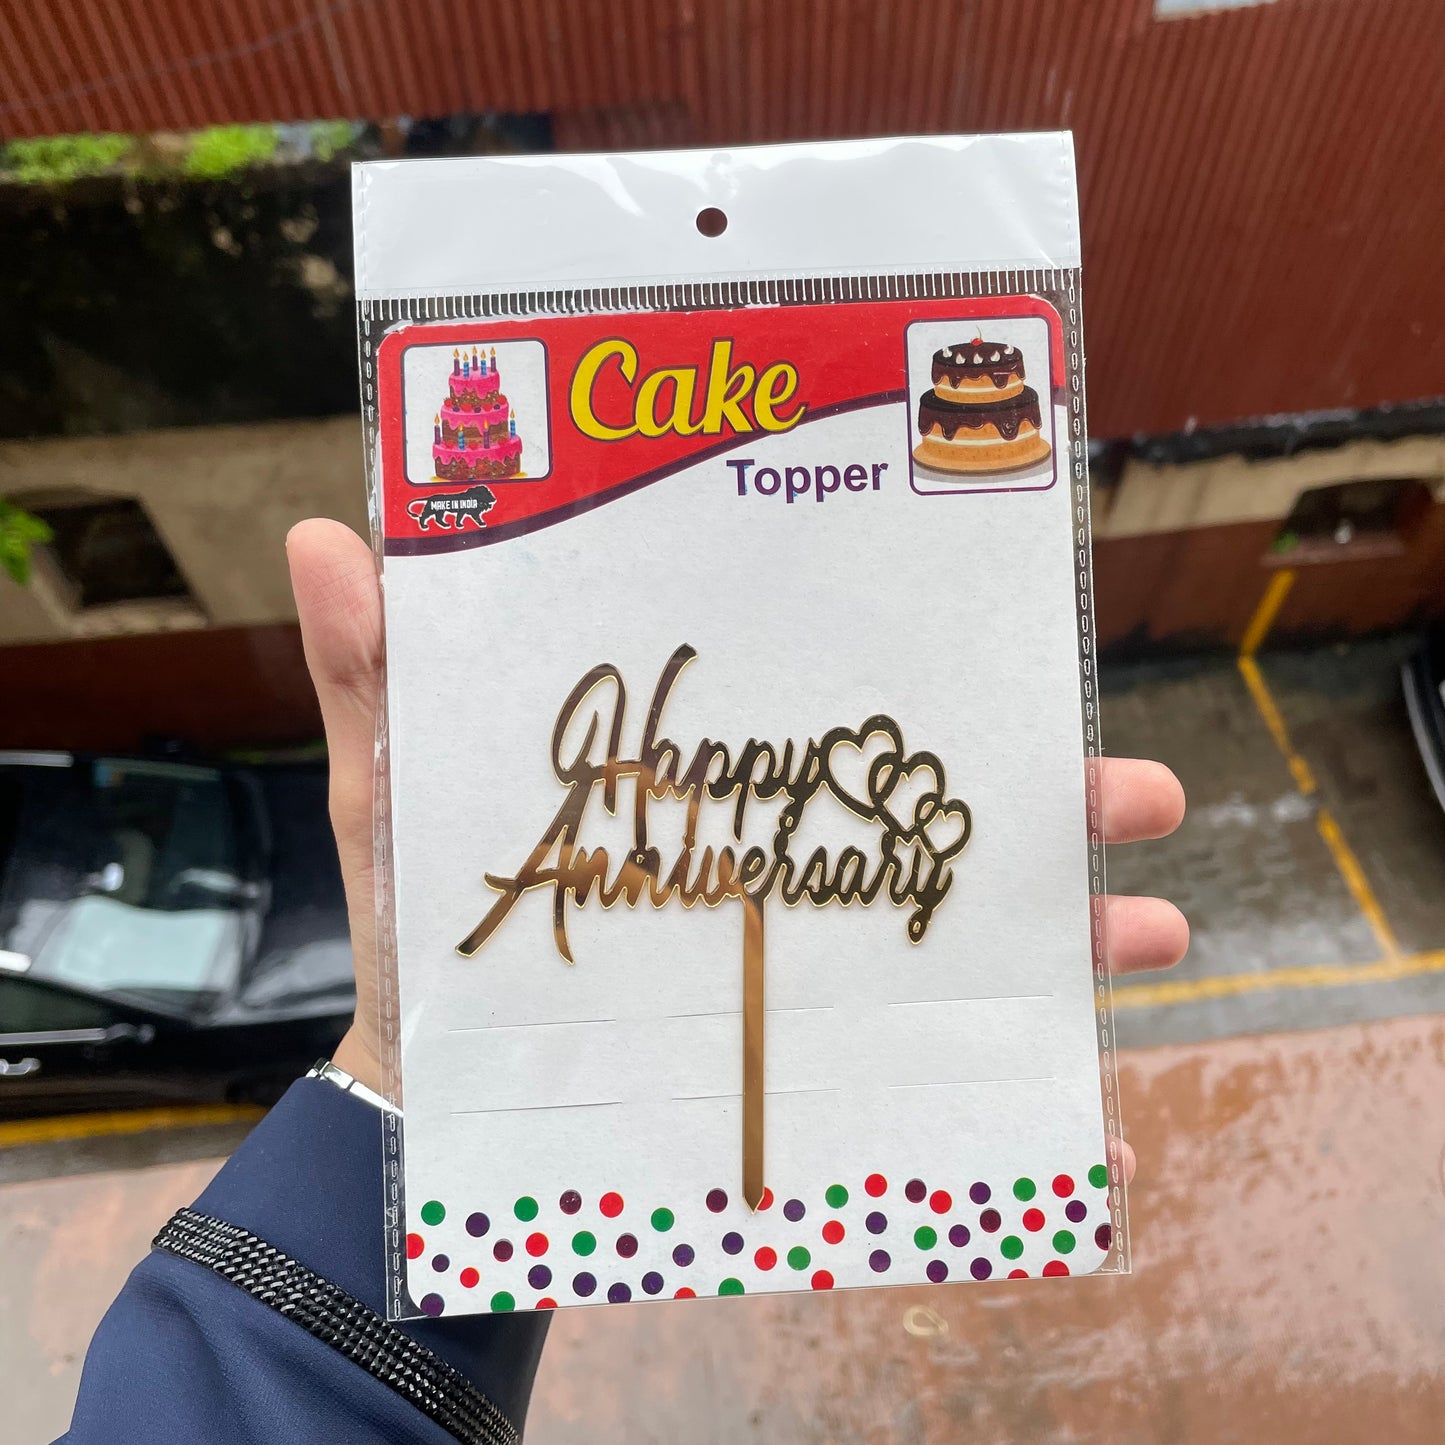 Cake
Topper
MAKE IN INDIA
Happy
Anniversary